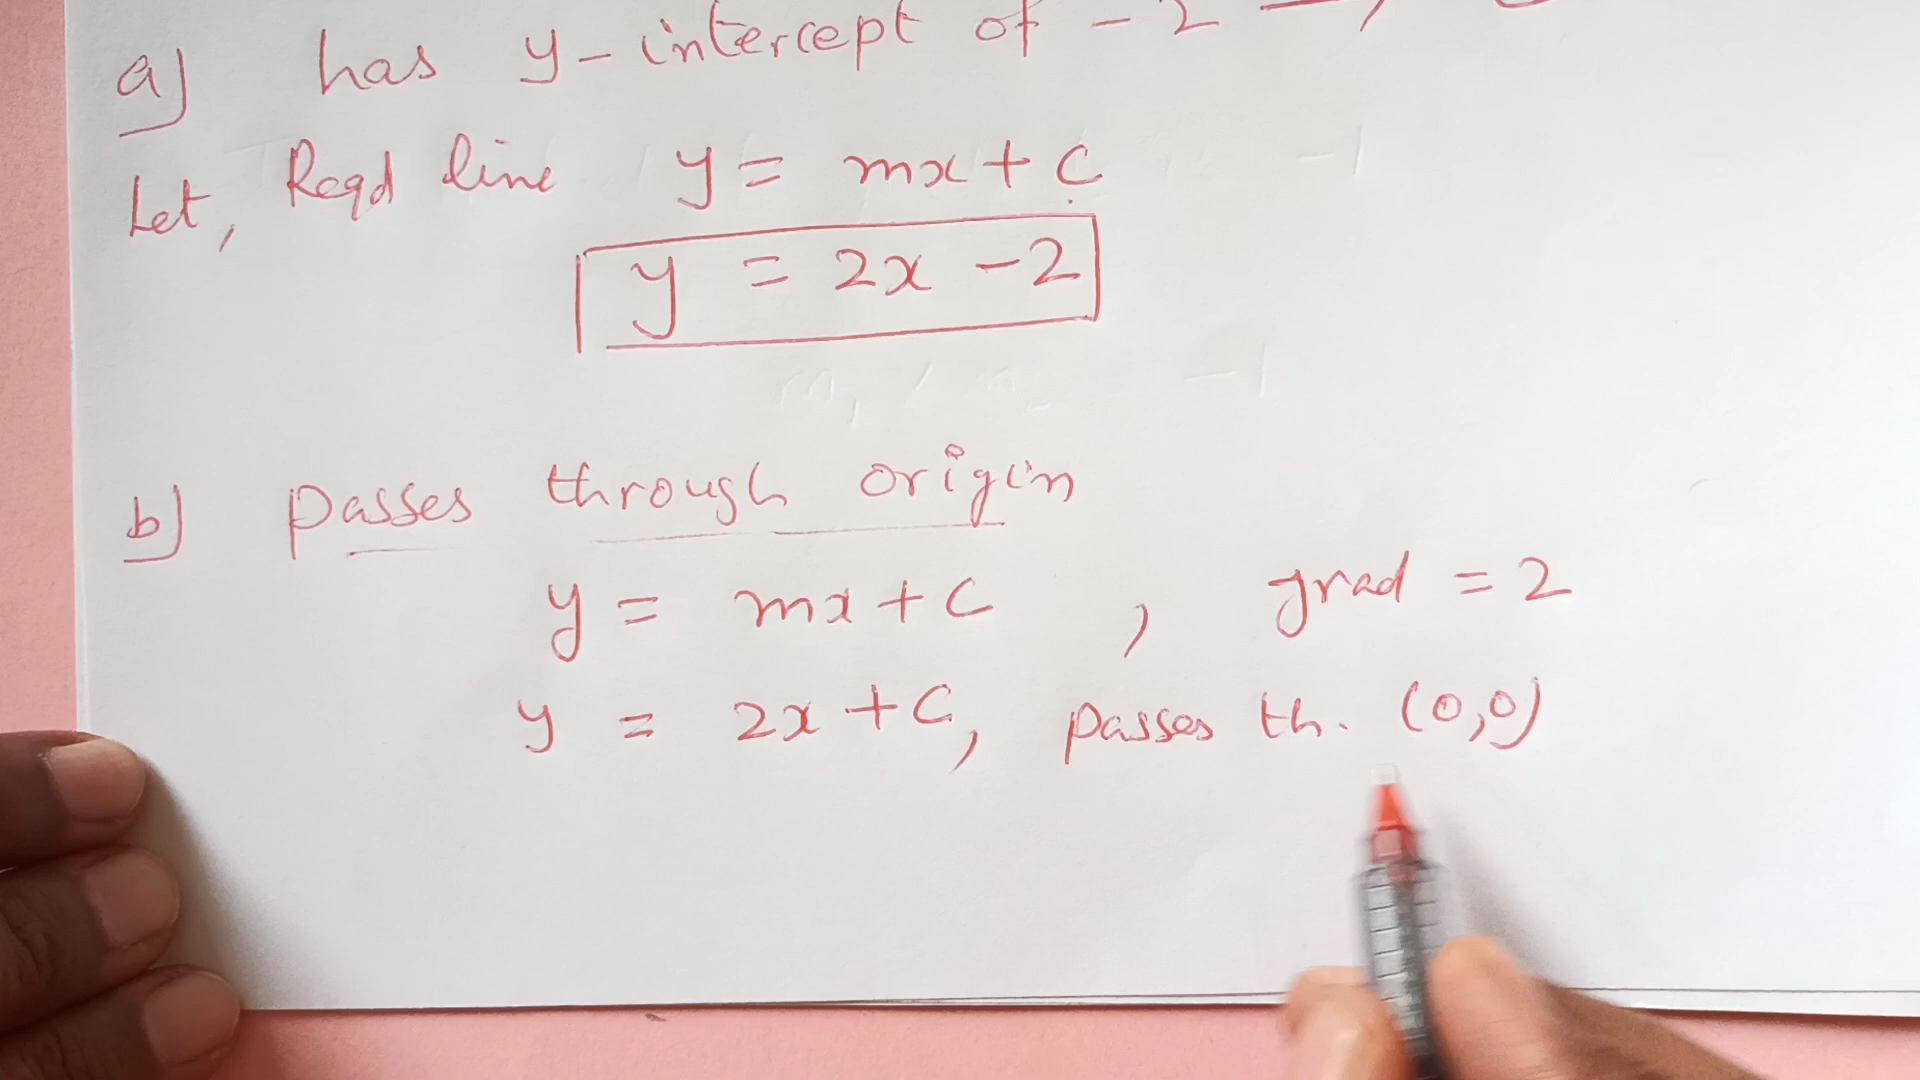 a) has y-intercept of -2
Let, Reqd line y = mx + c
y = 2x - 2
b) Passes through origin
y = mx + c , grad = 2
y = 2x + c, passes th. (0,0)